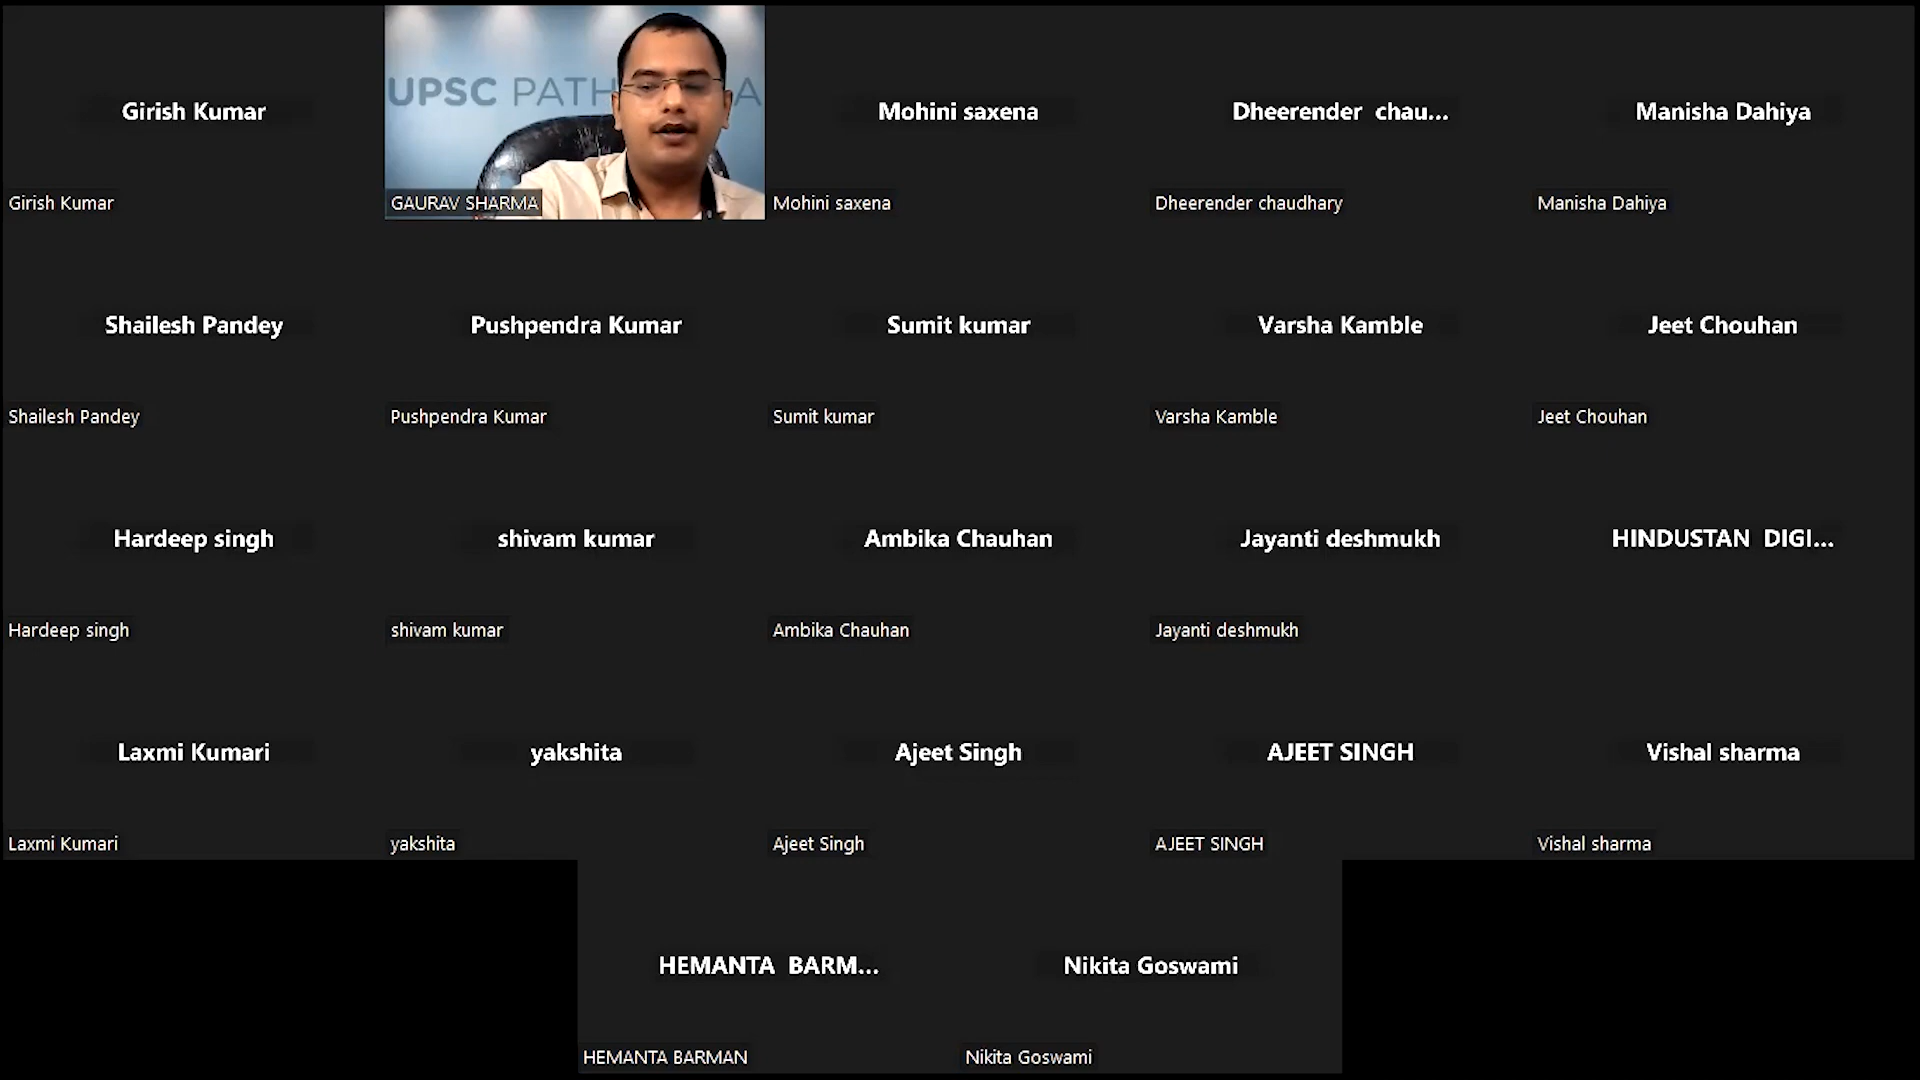 Girish Kumar
Girish Kumar
UPSC PATH A
GAURAV SHARMA
Mohini saxena
Mohini saxena
Dheerender chau...
Dheerender chaudhary
Manisha Dahiya
Manisha Dahiya
Shailesh Pandey
Shailesh Pandey
Pushpendra Kumar
Pushpendra Kumar
Sumit kumar
Sumit kumar
Varsha Kamble
Varsha Kamble
Jeet Chouhan
Jeet Chouhan
Hardeep singh
Hardeep singh
shivam kumar
shivam kumar
Ambika Chauhan
Ambika Chauhan
Jayanti deshmukh
Jayanti deshmukh
HINDUSTAN DIGI...
Laxmi Kumari
Laxmi Kumari
yakshita
yakshita
Ajeet Singh
Ajeet Singh
AJEET SINGH
AJEET SINGH
Vishal sharma
Vishal sharma
HEMANTA BARM...
HEMANTA BARMAN
Nikita Goswami
Nikita Goswami